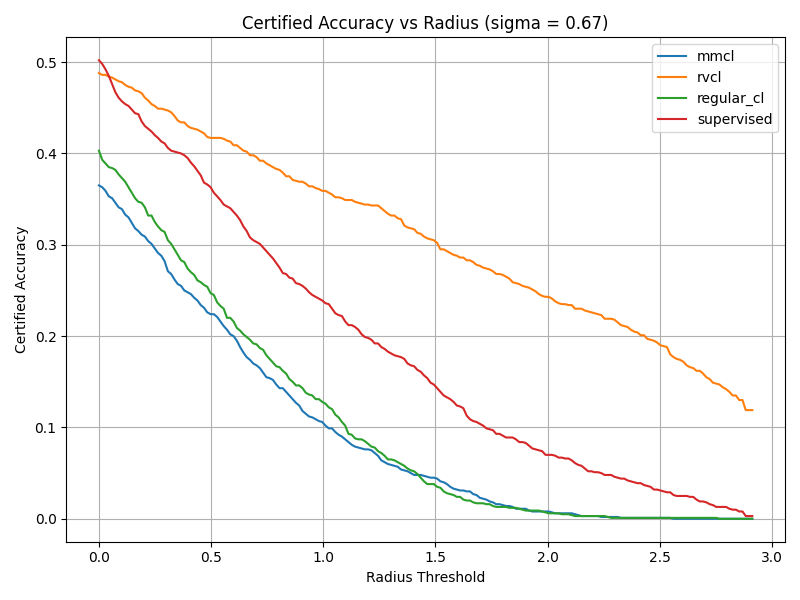 Certified Accuracy vs Radius (sigma = 0.67)
mmcl
rvcl
regular_cl
supervised
Certified Accuracy
0.5
0.4
0.3
0.2
0.1
0.0
0.0 0.5 1.0 1.5 2.0 2.5 3.0
Radius Threshold